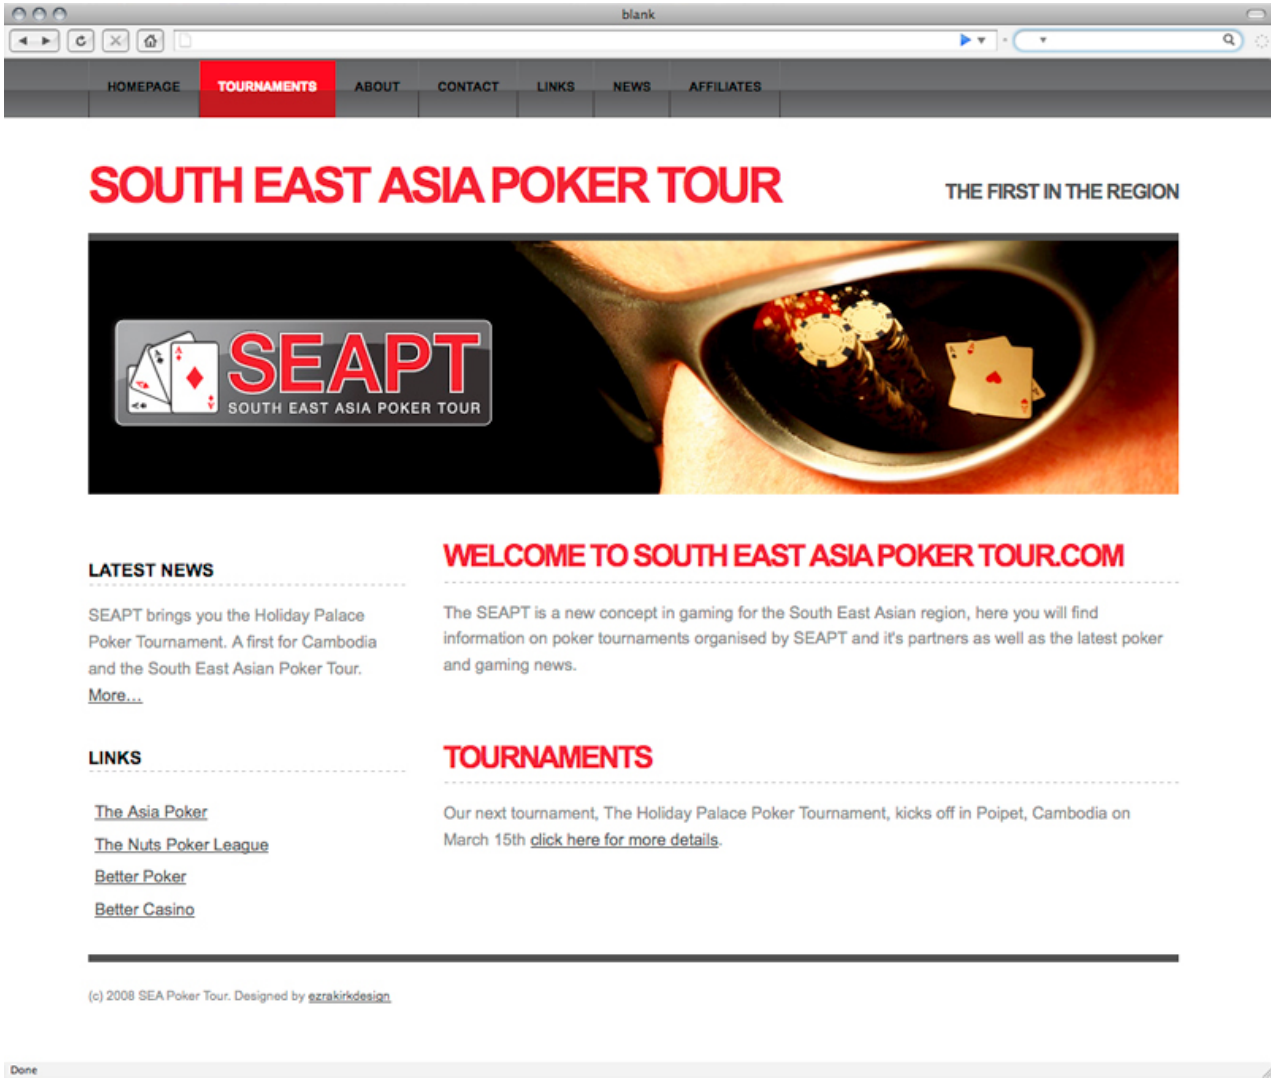 blank
HOMEPAGE TOURNAMENTS ABOUT CONTACT LINKS NEWS AFFILIATES
SOUTH EAST ASIA POKER TOUR
THE FIRST IN THE REGION
SEAPT
SOUTH EAST ASIA POKER TOUR
LATEST NEWS
SEAPT brings you the Holiday Palace
Poker Tournament. A first for Cambodia
and the South East Asian Poker Tour.
More...
LINKS
The Asia Poker
The Nuts Poker League
Better Poker
Better Casino
WELCOME TO SOUTH EAST ASIA POKER TOUR.COM
The SEAPT is a new concept in gaming for the South East Asian region, here you will find
information on poker tournaments organised by SEAPT and it's partners as well as the latest poker
and gaming news.
TOURNAMENTS
Our next tournament, The Holiday Palace Poker Tournament, kicks off in Poipet, Cambodia on
March 15th click here for more details.
(c) 2008 SEA Poker Tour. Designed by ezrakirkdesign
Done